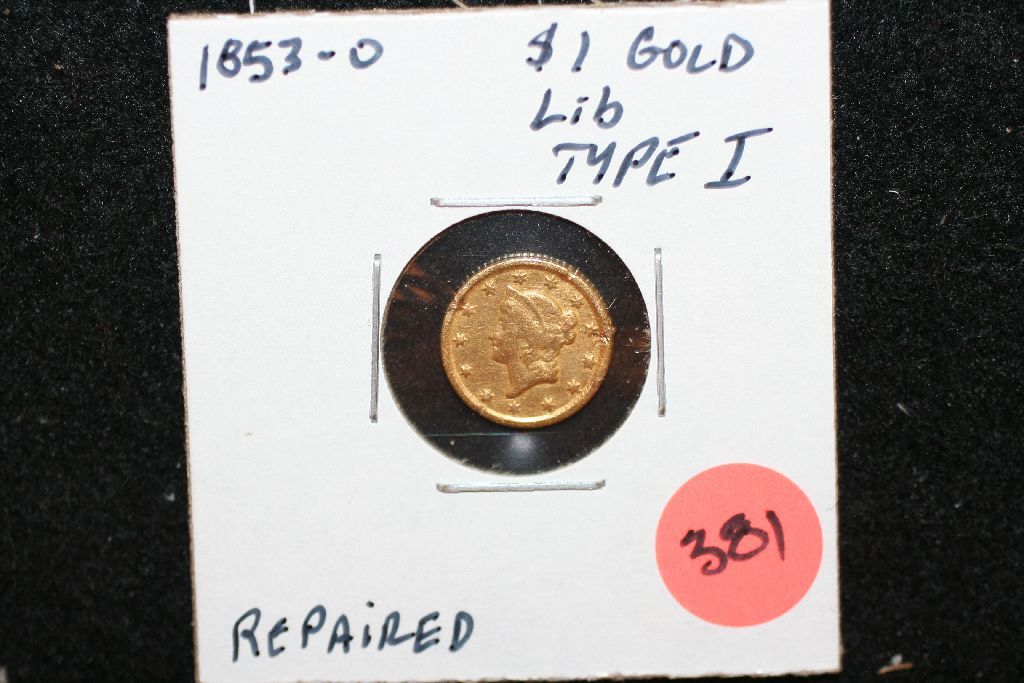 1853-O
$1 GOLD
Lib
TYPE I
381
REPAiRED